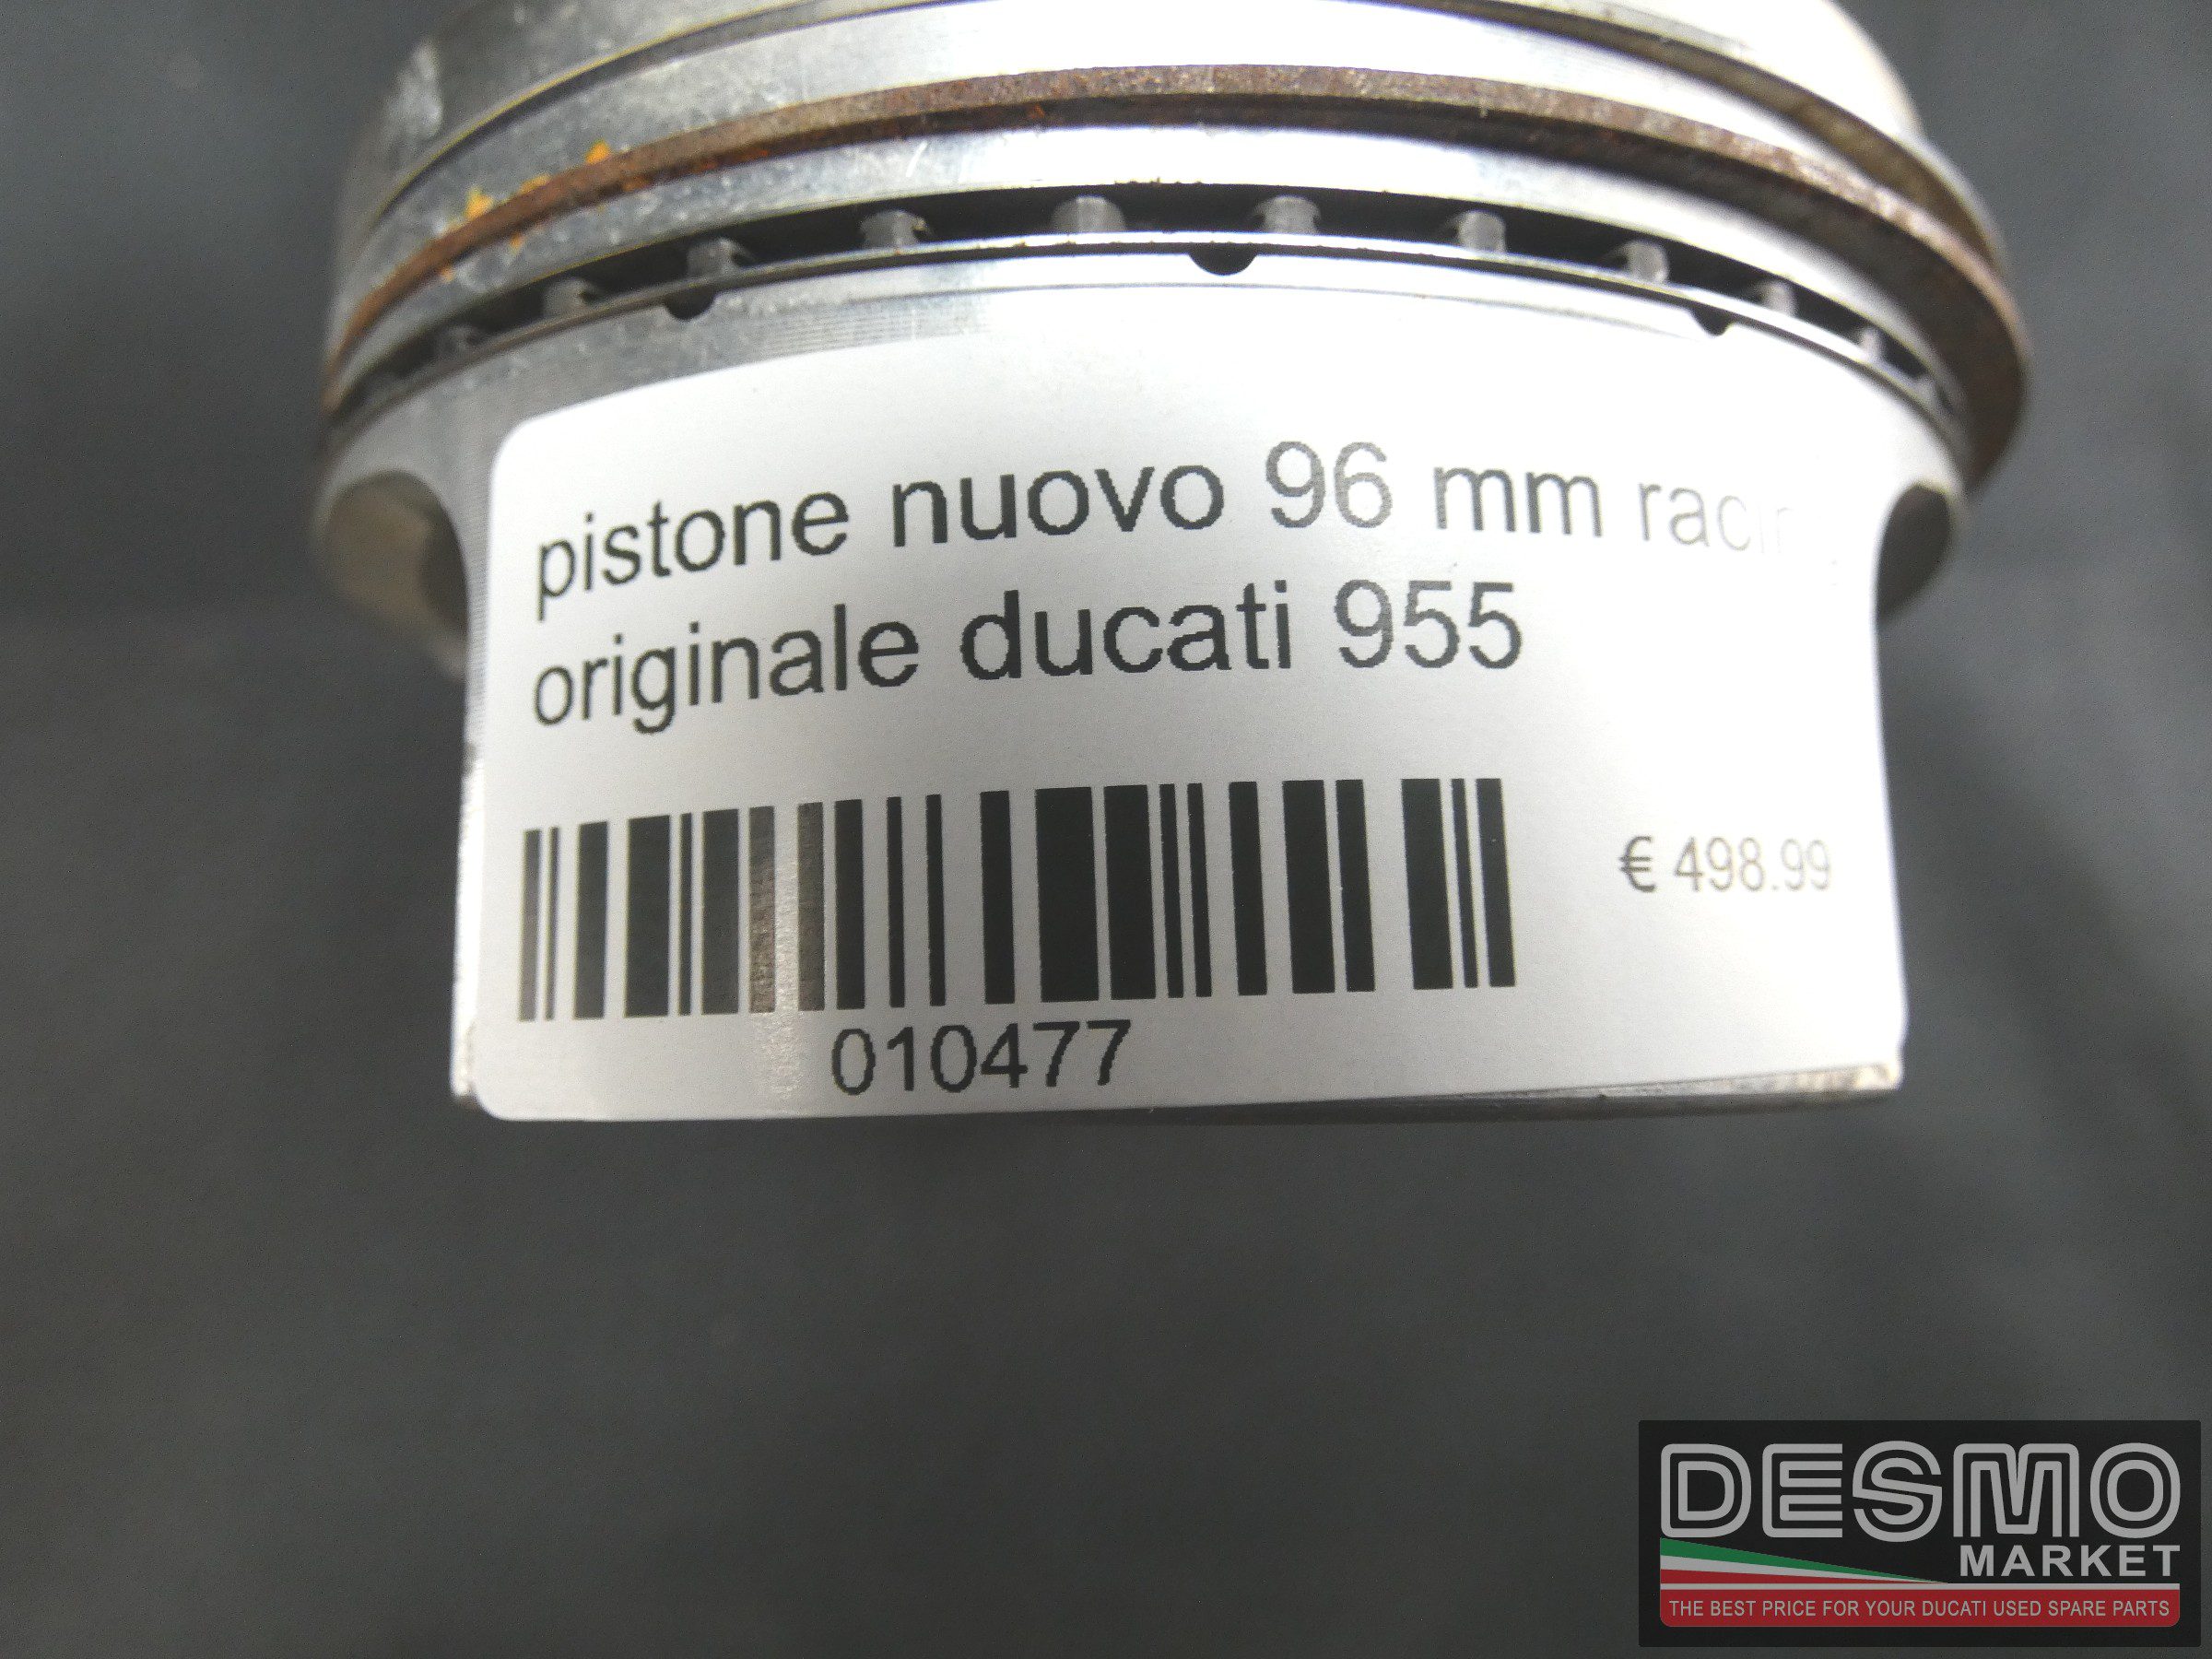 pistone nuovo 96 mm
originale ducati 955
€ 498.99
010477
DESMO
MARKET
THE BEST PRICE FOR YOUR DUCATI USED SPARE PARTS